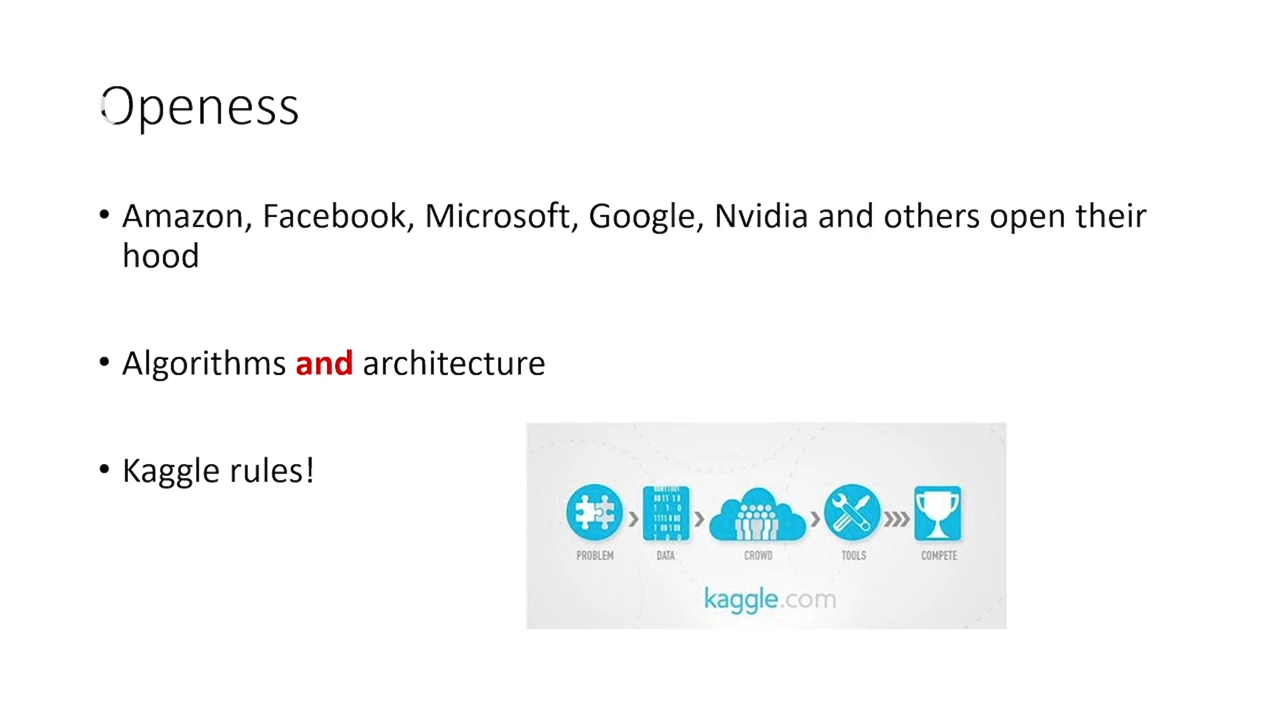 Openess
• Amazon, Facebook, Microsoft, Google, Nvidia and others open their
hood
• Algorithms and architecture
• Kaggle rules!
PROBLEM DATA CROWD TOOLS COMPETE
kaggle.com